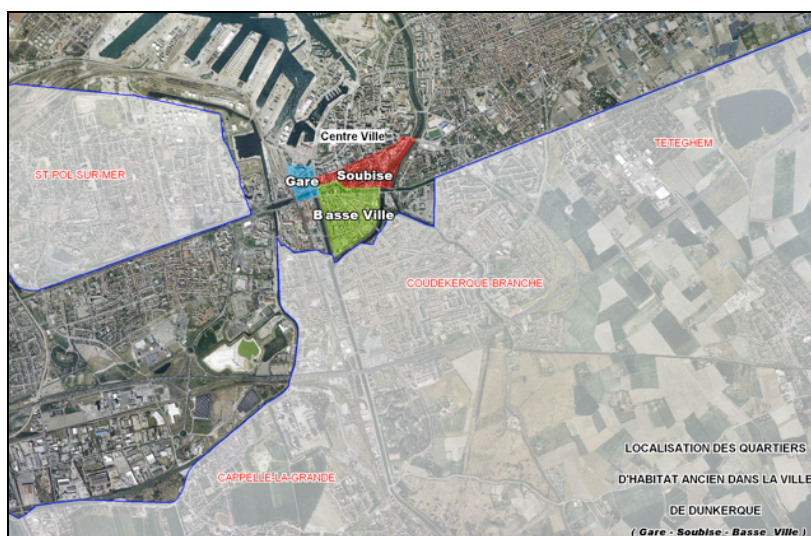 Centre Ville
TETEGHEM
ST POL SUR MER
Gare
Soubise
Basse Ville
COUDEKERQUE BRANCHE
LOCALISATION DES QUARTIERS
CAPPELLE-LA-GRANDE
D'HABITAT ANCIEN DANS LA VILLE
DE DUNKERQUE
( Gare - Soubise - Basse Ville )